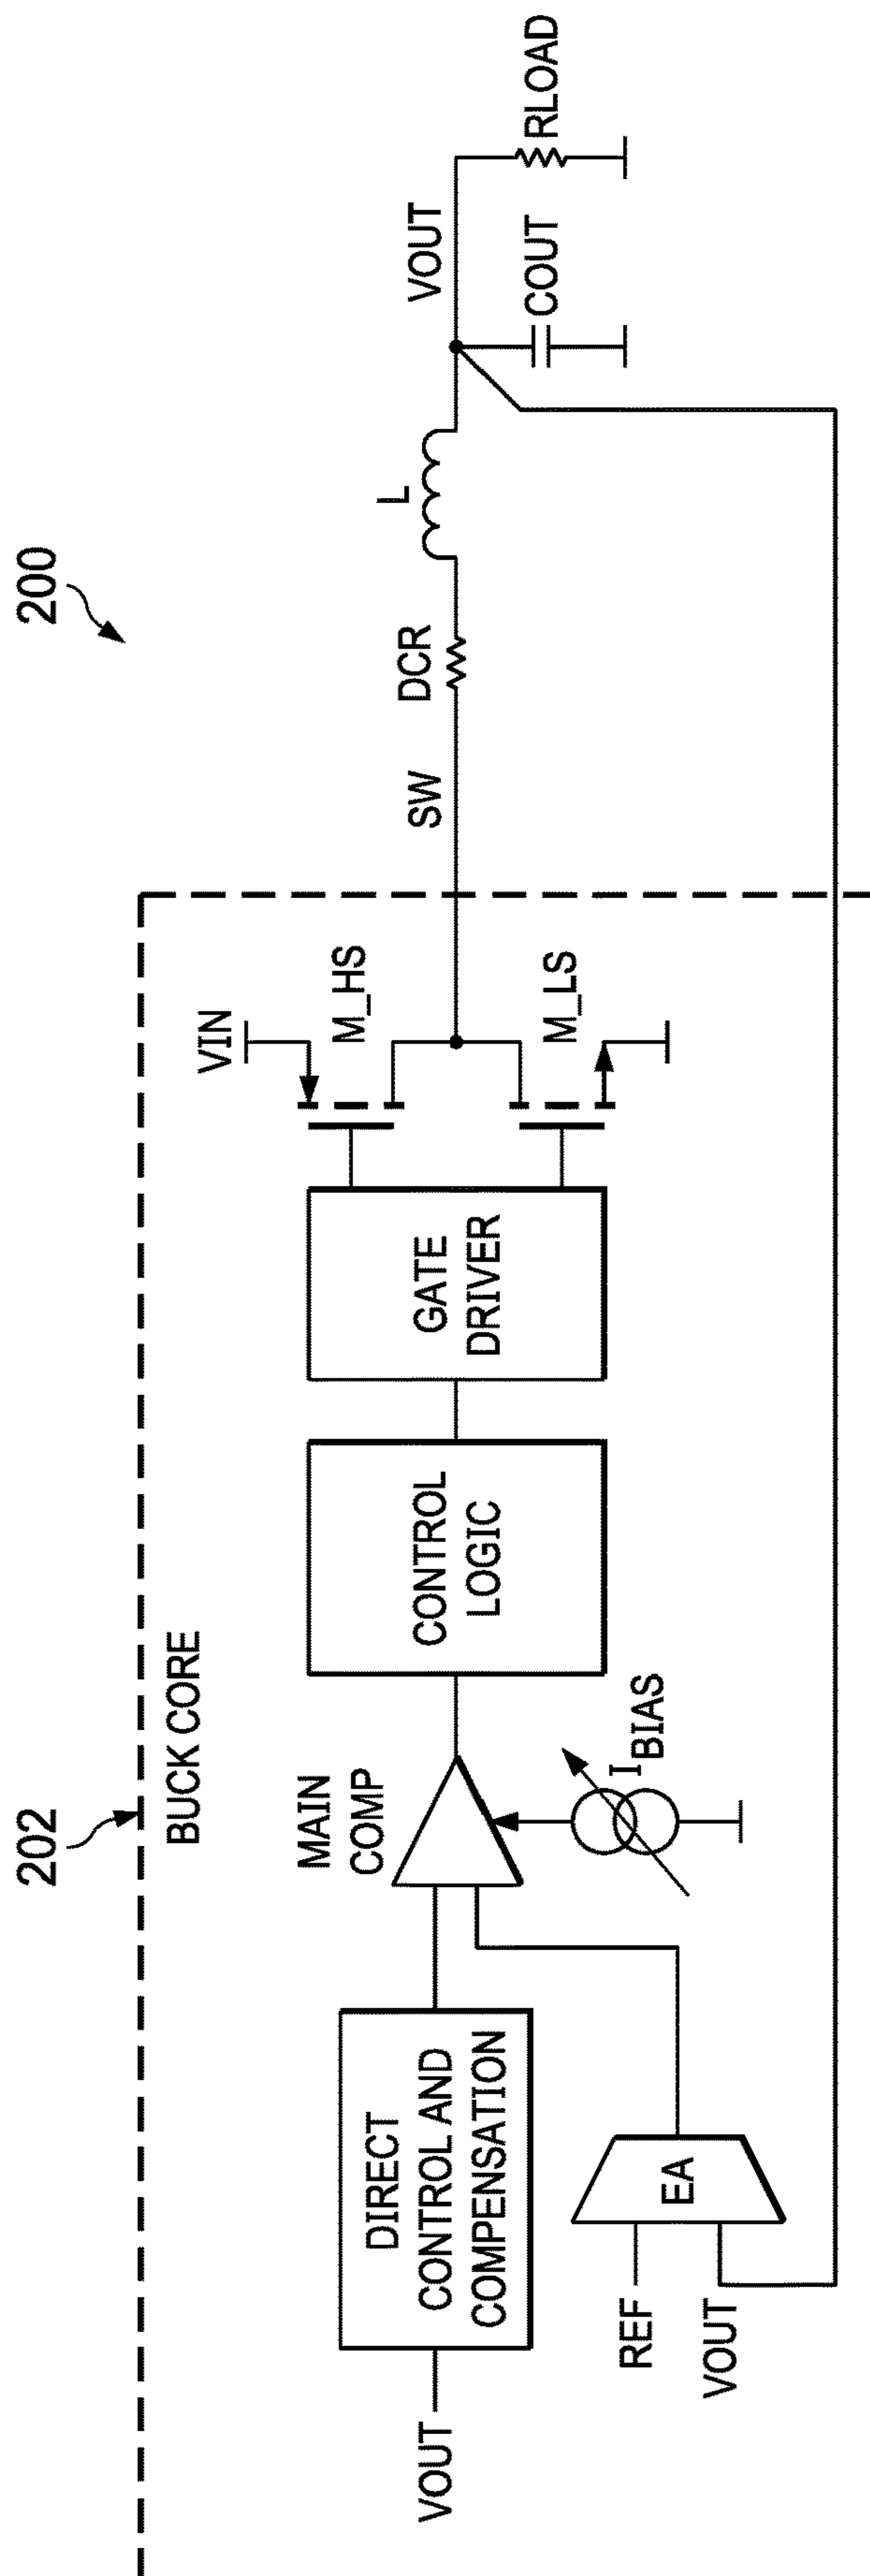 200
202
BUCK CORE
VIN
M_HS
M_LS
SW
DCR
L
VOUT
COUT
RLOAD
GATE
DRIVER
CONTROL
LOGIC
MAIN
COMP
I BIAS
DIRECT
CONTROL AND
COMPENSATION
VOUT
EA
REF
VOUT